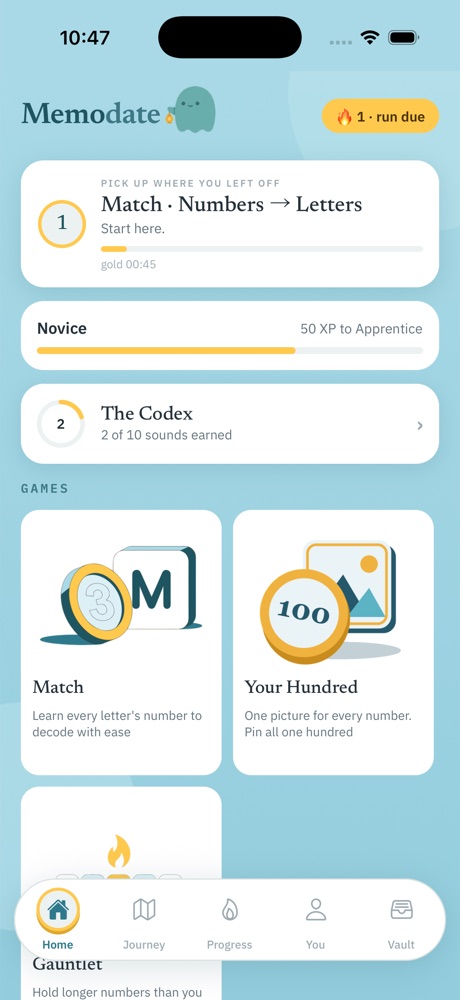 10:47
Memodate
🔥 1 · run due
PICK UP WHERE YOU LEFT OFF
1
Match · Numbers → Letters
Start here.
gold 00:45
Novice
50 XP to Apprentice
2
The Codex
2 of 10 sounds earned
GAMES
3
M
100
Match
Learn every letter's number to
decode with ease
Your Hundred
One picture for every number.
Pin all one hundred
Home
Journey
Progress
You
Vault
Gauntlet
Hold longer numbers than you